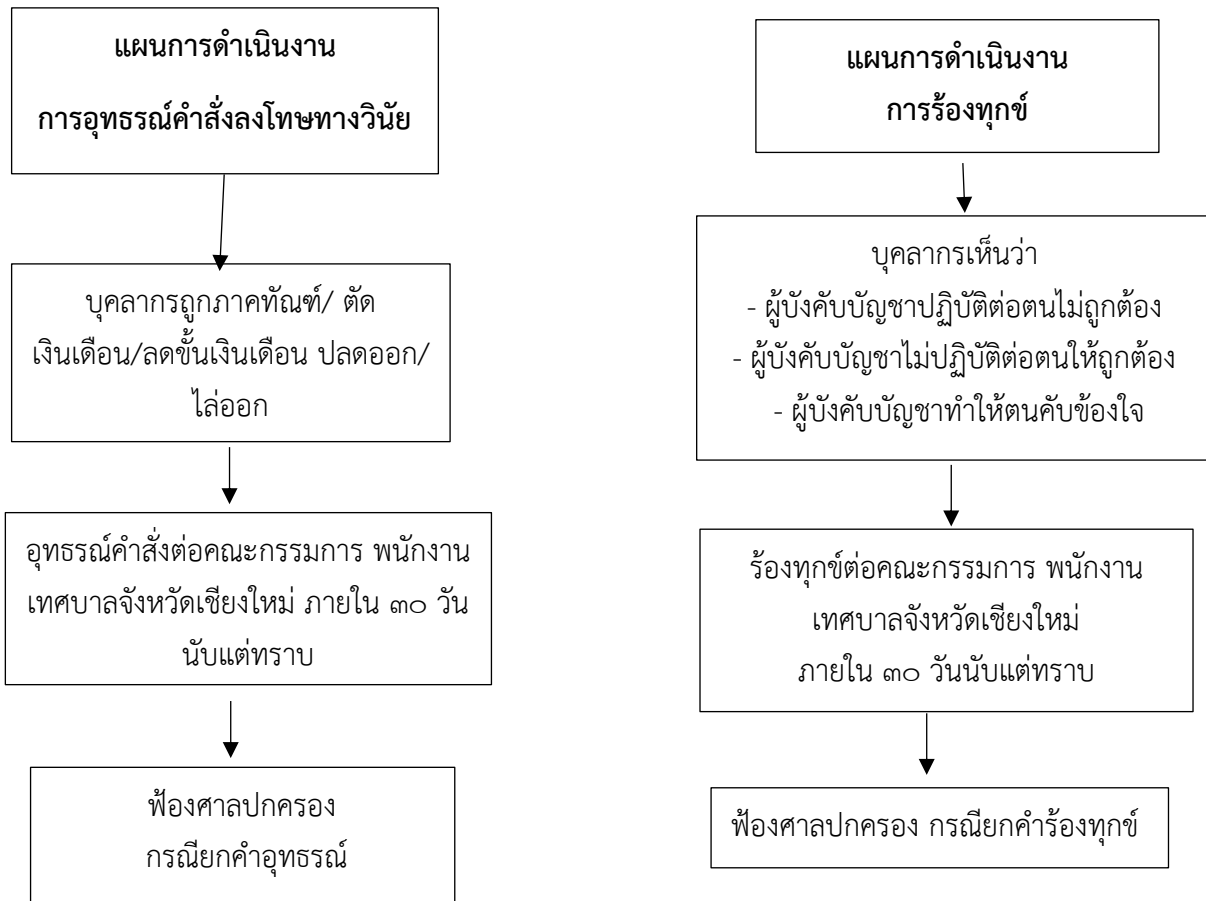 แผนการดำเนินงาน
การอุทธรณ์คำสั่งลงโทษทางวินัย
บุคลากรถูกภาคทัณฑ์/ ตัด
เงินเดือน/ลดขั้นเงินเดือน ปลดออก/
ไล่ออก
อุทธรณ์คำสั่งต่อคณะกรรมการ พนักงาน
เทศบาลจังหวัดเชียงใหม่ ภายใน ๓๐ วัน
นับแต่ทราบ
ฟ้องศาลปกครอง
กรณียกคำอุทธรณ์
แผนการดำเนินงาน
การร้องทุกข์
บุคลากรเห็นว่า
- ผู้บังคับบัญชาปฏิบัติต่อตนไม่ถูกต้อง
- ผู้บังคับบัญชาไม่ปฏิบัติต่อตนให้ถูกต้อง
- ผู้บังคับบัญชาทำให้ตนคับข้องใจ
ร้องทุกข์ต่อคณะกรรมการ พนักงาน
เทศบาลจังหวัดเชียงใหม่
ภายใน ๓๐ วันนับแต่ทราบ
ฟ้องศาลปกครอง กรณียกคำร้องทุกข์